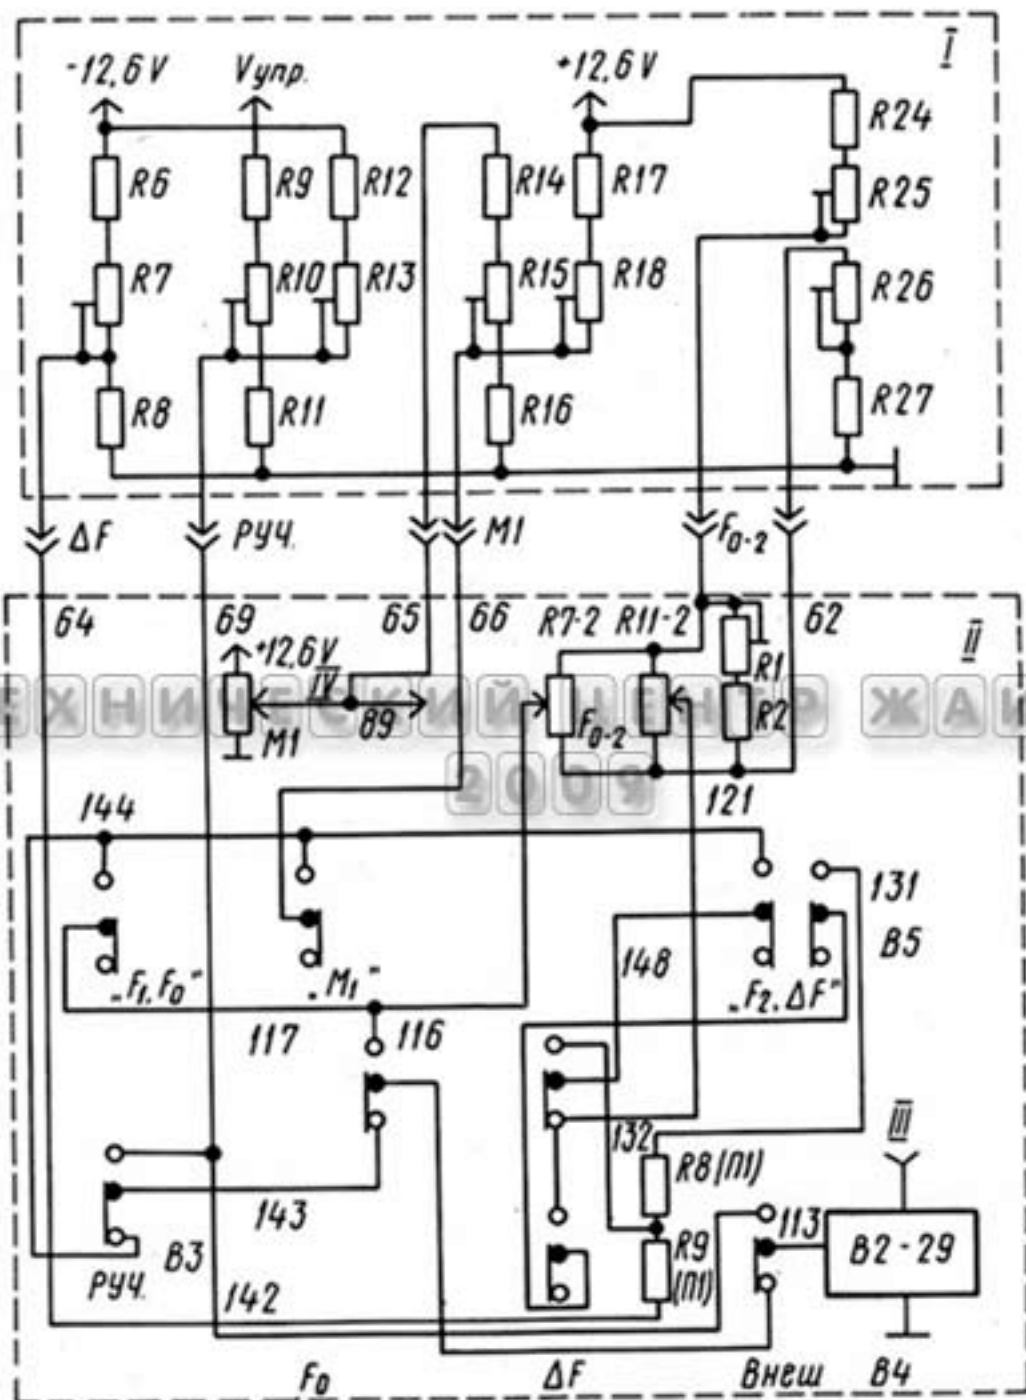 I
-12,6V Vупр. +12,6V
R24
R6 R9 R12 R14 R17
R25
R7 R10 R13 R15 R18
R26
R8 R11 R16 R27
ΔF РУЧ. M1 F0-2
64 69 65 66 R7-2 R11-2 62
II
+12,6V
IV
R1
89
M1 F0-2 R2
ТЕХНИЧЕСКИЙ ЦЕНТР ЖАК
2009
121
144
131
B5
148
„F1, F0" „M1" „F2, ΔF"
117 116
III
132
R8(П1)
143
113
B3
R9
(П1)
B2-29
РУЧ.
142
F0 ΔF Внеш B4